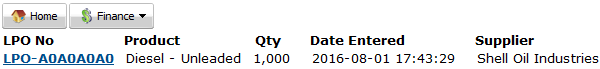 Home Finance
LPO No Product Qty Date Entered Supplier
LPO-A0A0A0A0 Diesel - Unleaded 1,000 2016-08-01 17:43:29 Shell Oil Industries